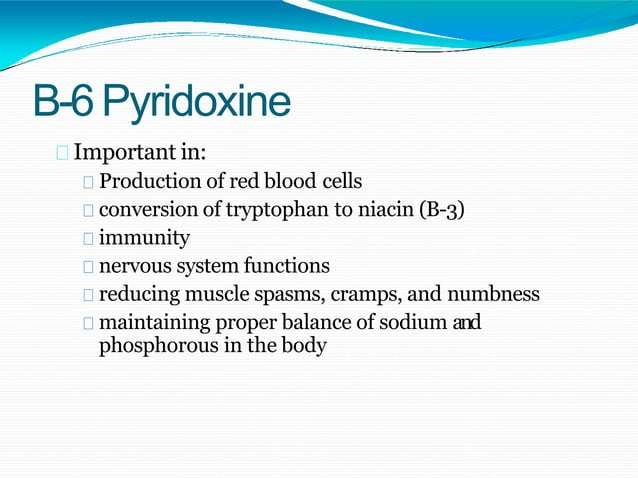 B-6 Pyridoxine
Important in:
Production of red blood cells
conversion of tryptophan to niacin (B-3)
immunity
nervous system functions
reducing muscle spasms, cramps, and numbness
maintaining proper balance of sodium and
phosphorous in the body